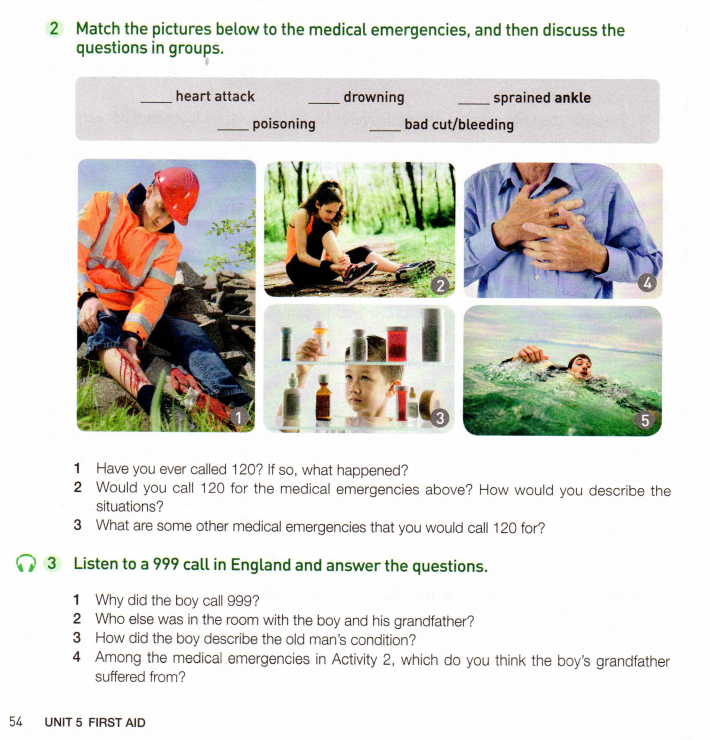 2 Match the pictures below to the medical emergencies, and then discuss the
questions in groups.
____ heart attack ____ drowning ____ sprained ankle
____ poisoning ____ bad cut/bleeding
1
2
4
3
5
1 Have you ever called 120? If so, what happened?
2 Would you call 120 for the medical emergencies above? How would you describe the
situations?
3 What are some other medical emergencies that you would call 120 for?
3 Listen to a 999 call in England and answer the questions.
1 Why did the boy call 999?
2 Who else was in the room with the boy and his grandfather?
3 How did the boy describe the old man's condition?
4 Among the medical emergencies in Activity 2, which do you think the boy's grandfather
suffered from?
54 UNIT 5 FIRST AID